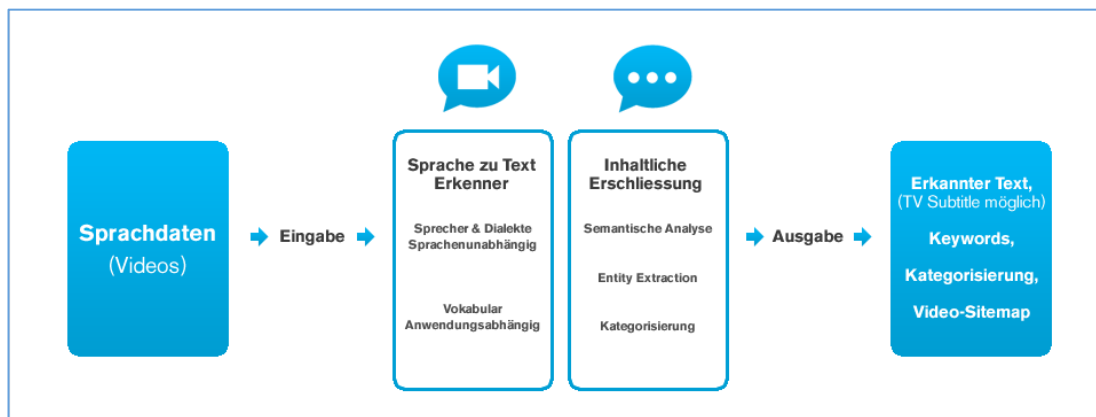 Sprachdaten
(Videos)
Eingabe
Sprache zu Text
Erkenner
Sprecher & Dialekte
Sprachenunabhängig
Vokabular
Anwendungsabhängig
Inhaltliche
Erschliessung
Semantische Analyse
Entity Extraction
Kategorisierung
Ausgabe
Erkannter Text,
(TV Subtitle möglich)
Keywords,
Kategorisierung,
Video-Sitemap